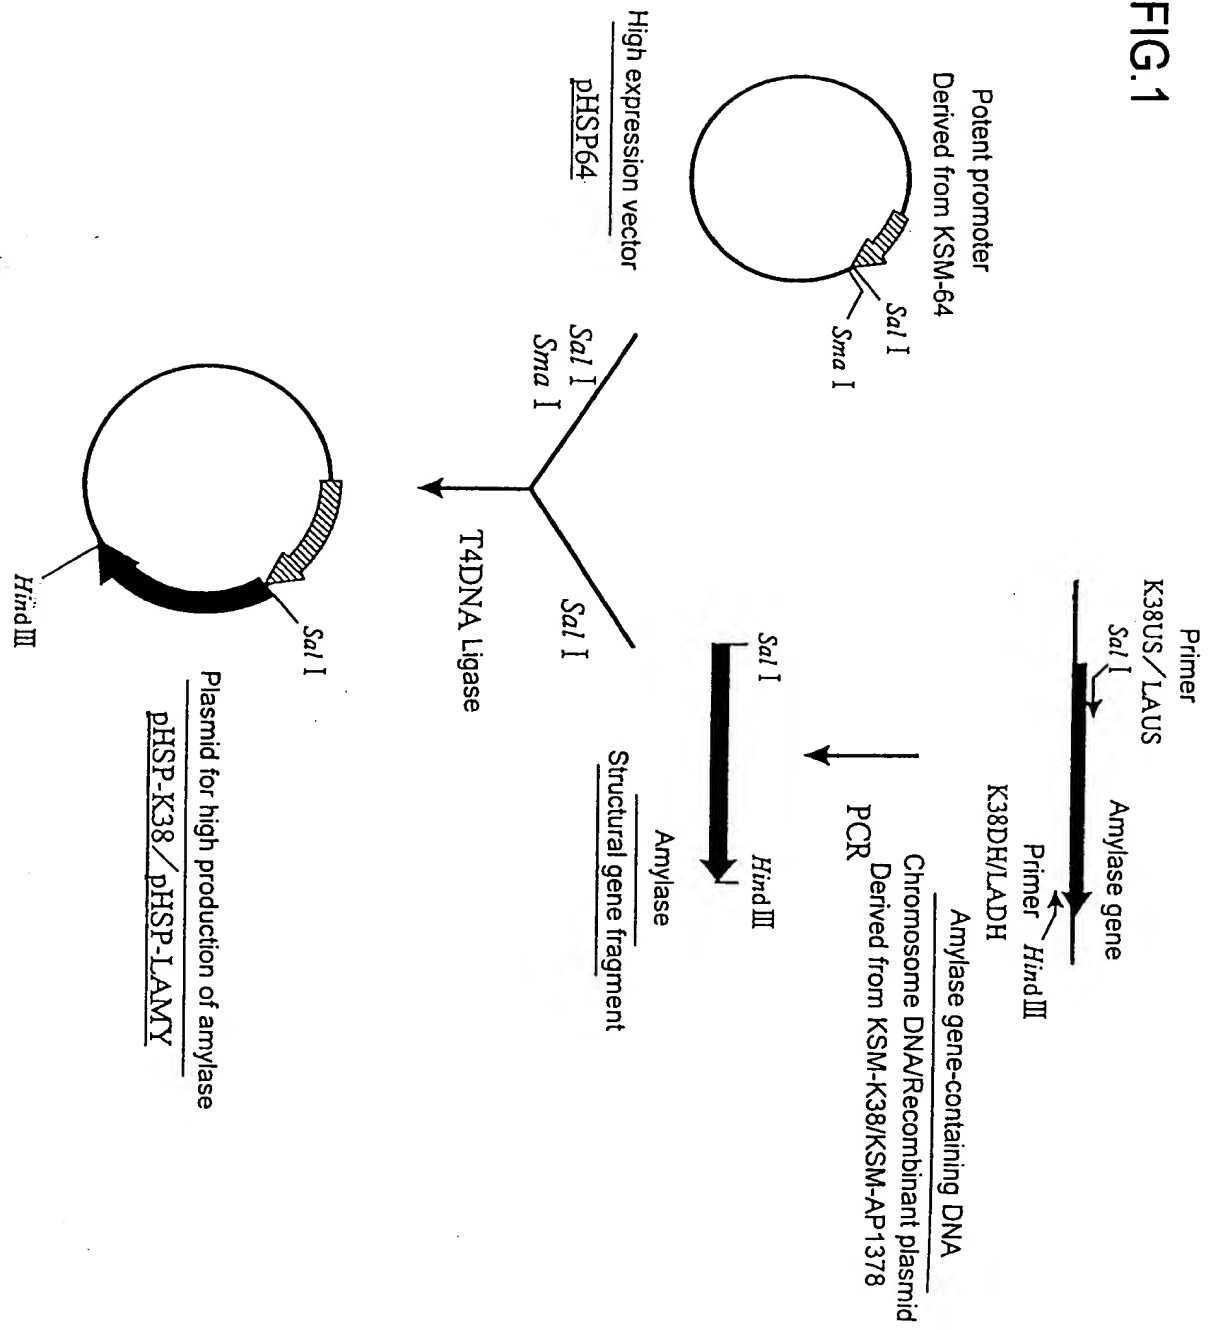 FIG.1
Potent promoter
Derived from KSM-64
Sal I
Sma I
High expression vector
pHSP64
Primer
K38US/LAUS
Sal I
Amylase gene
Primer HindIII
K38DH/LADH
Amylase gene-containing DNA
Chromosome DNA/Recombinant plasmid
Derived from KSM-K38/KSM-AP1378
PCR
Sal I
HindIII
Amylase
Structural gene fragment
Sal I
Sma I
Sal I
T4DNA Ligase
Sal I
HindIII
Plasmid for high production of amylase
pHSP-K38/pHSP-LAMY